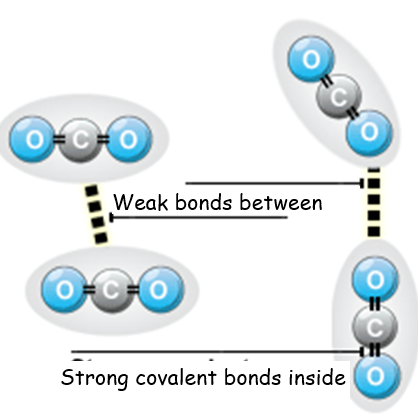 O
C
O
O=C=O
Weak bonds between
O=C=O
O
C
O
Strong covalent bonds inside